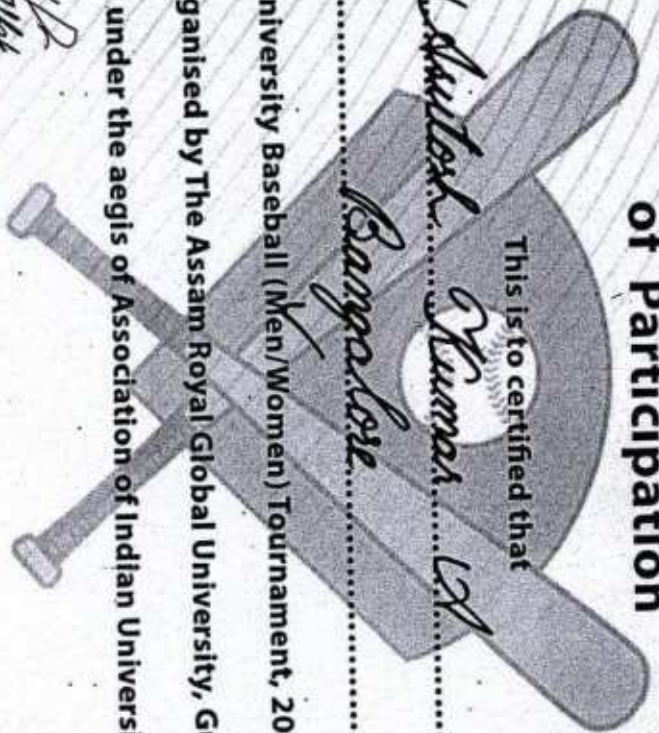 of Participation
This is to certified that
Asutosh Kumar
Bangalore
niversity Baseball (Men/Women) Tournament, 20
ganised by The Assam Royal Global University, G
under the aegis of Association of Indian Universi